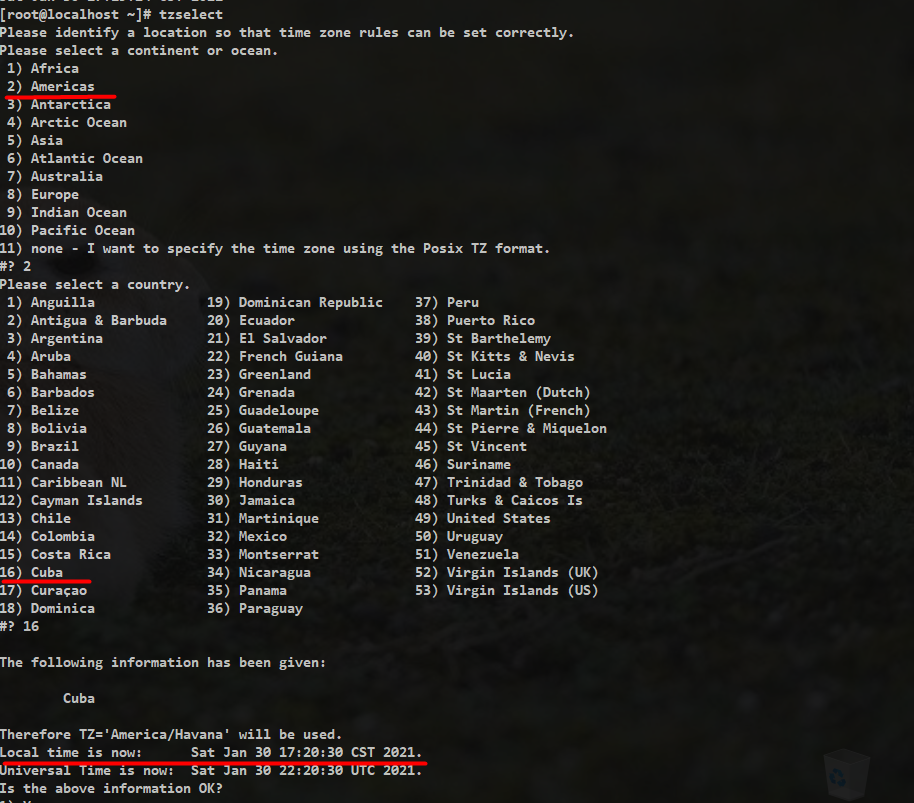 [root@localhost ~]# tzselect
Please identify a location so that time zone rules can be set correctly.
Please select a continent or ocean.
 1) Africa
 2) Americas
 3) Antarctica
 4) Arctic Ocean
 5) Asia
 6) Atlantic Ocean
 7) Australia
 8) Europe
 9) Indian Ocean
10) Pacific Ocean
11) none - I want to specify the time zone using the Posix TZ format.
#? 2
Please select a country.
 1) Anguilla              19) Dominican Republic    37) Peru
 2) Antigua & Barbuda     20) Ecuador               38) Puerto Rico
 3) Argentina             21) El Salvador           39) St Barthelemy
 4) Aruba                 22) French Guiana         40) St Kitts & Nevis
 5) Bahamas               23) Greenland             41) St Lucia
 6) Barbados              24) Grenada               42) St Maarten (Dutch)
 7) Belize                25) Guadeloupe            43) St Martin (French)
 8) Bolivia               26) Guatemala             44) St Pierre & Miquelon
 9) Brazil                27) Guyana                45) St Vincent
10) Canada                28) Haiti                 46) Suriname
11) Caribbean NL          29) Honduras              47) Trinidad & Tobago
12) Cayman Islands        30) Jamaica               48) Turks & Caicos Is
13) Chile                 31) Martinique            49) United States
14) Colombia              32) Mexico                50) Uruguay
15) Costa Rica            33) Montserrat            51) Venezuela
16) Cuba                  34) Nicaragua             52) Virgin Islands (UK)
17) Curaçao               35) Panama                53) Virgin Islands (US)
18) Dominica              36) Paraguay
#? 16
The following information has been given:
Cuba
Therefore TZ='America/Havana' will be used.
Local time is now:      Sat Jan 30 17:20:30 CST 2021.
Universal Time is now:  Sat Jan 30 22:20:30 UTC 2021.
Is the above information OK?